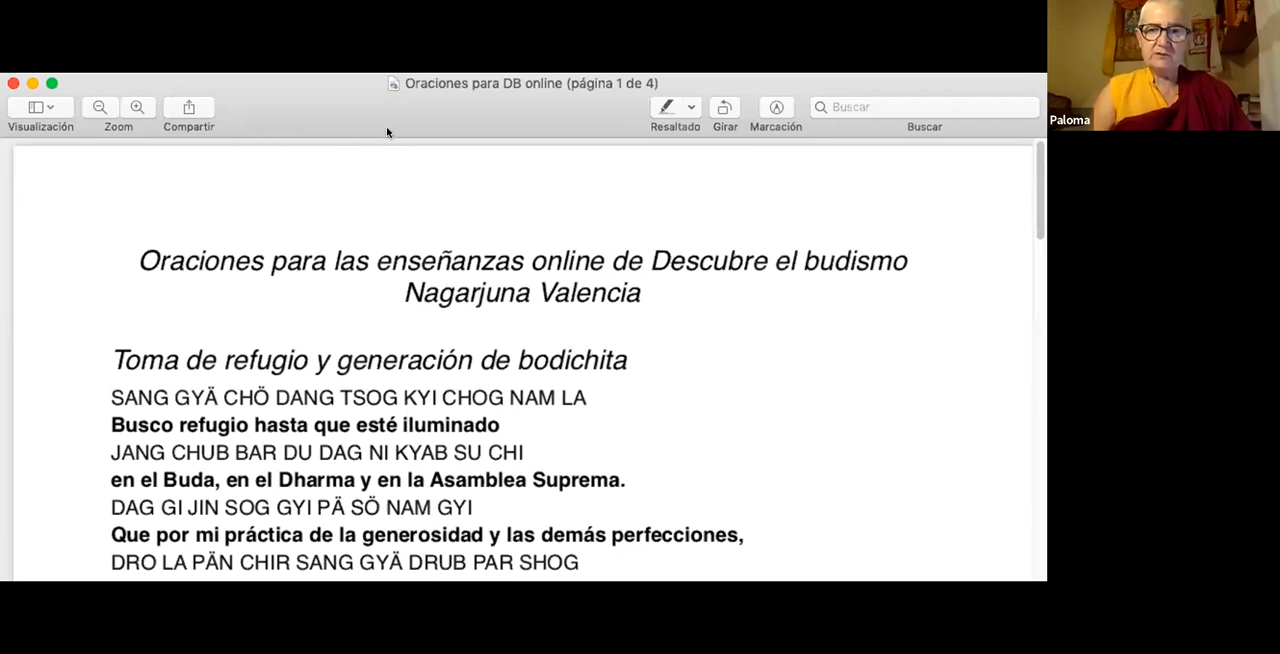 Oraciones para DB online (página 1 de 4)
Visualización
Zoom
Compartir
Resaltado
Girar
Marcación
Buscar
Buscar
Paloma
Oraciones para las enseñanzas online de Descubre el budismo
Nagarjuna Valencia
Toma de refugio y generación de bodichita
SANG GYÄ CHÖ DANG TSOG KYI CHOG NAM LA
Busco refugio hasta que esté iluminado
JANG CHUB BAR DU DAG NI KYAB SU CHI
en el Buda, en el Dharma y en la Asamblea Suprema.
DAG GI JIN SOG GYI PÄ SÖ NAM GYI
Que por mi práctica de la generosidad y las demás perfecciones,
DRO LA PÄN CHIR SANG GYÄ DRUB PAR SHOG